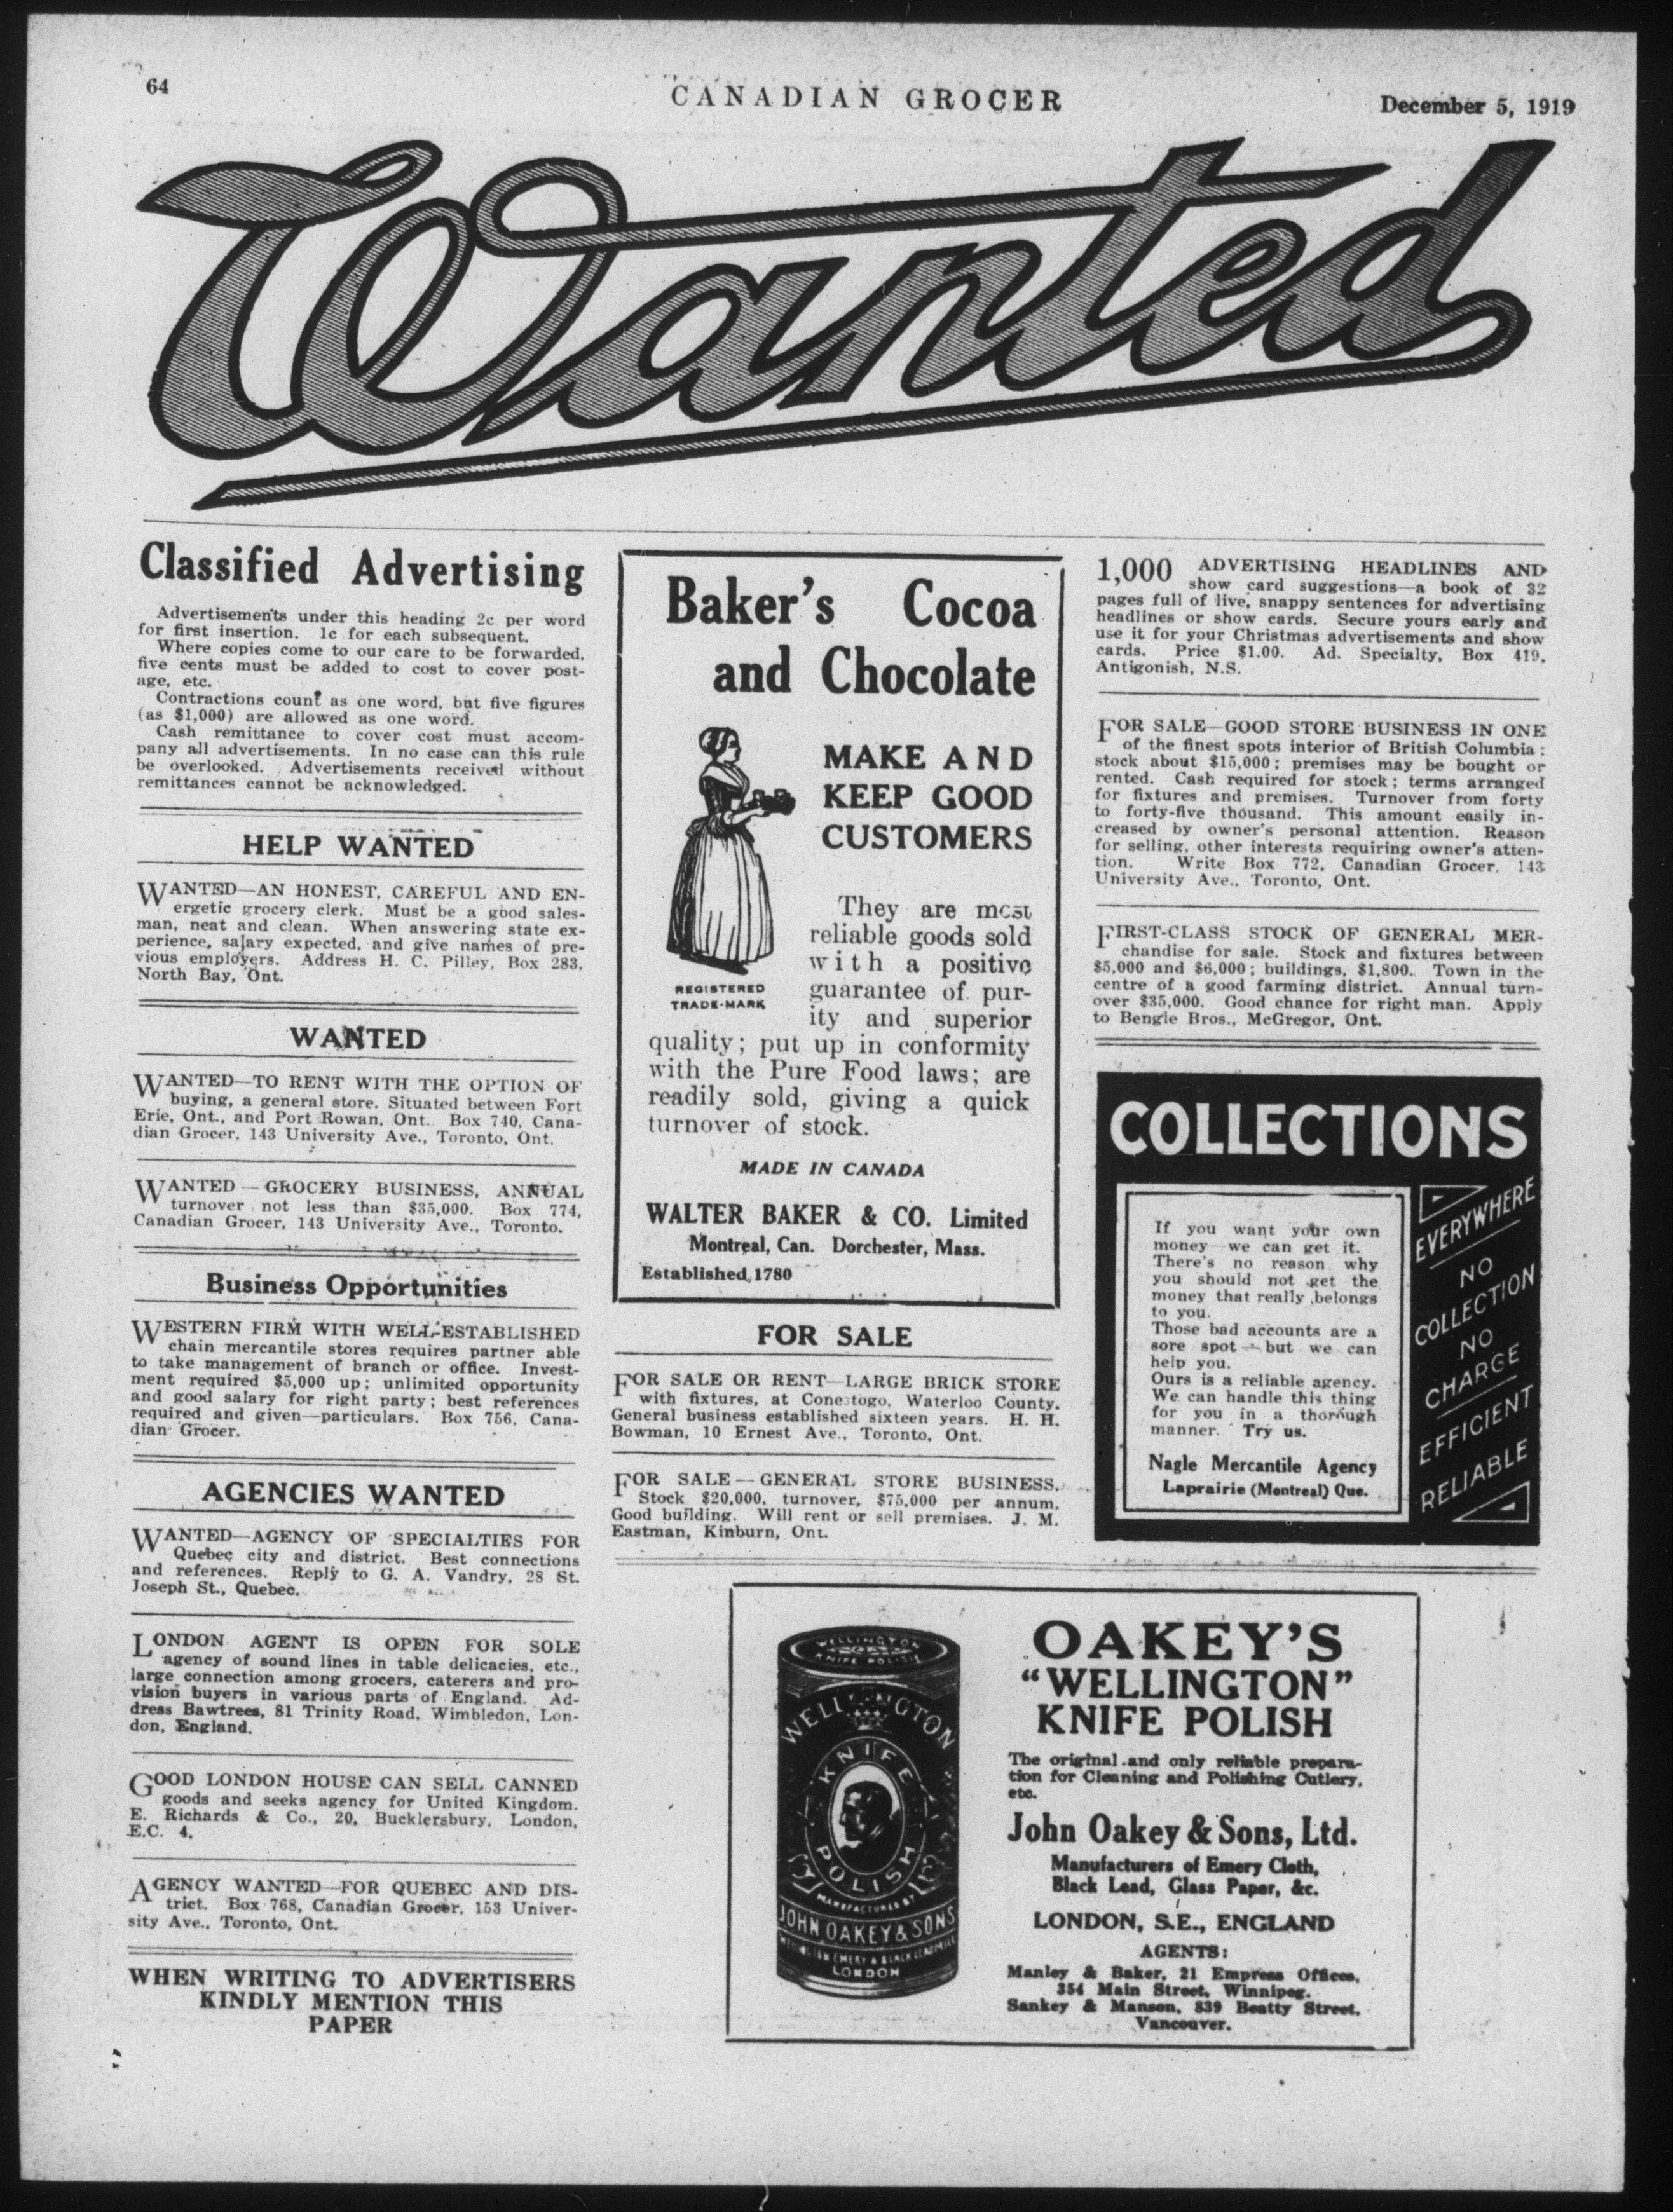 64
CANADIAN GROCER
December 5, 1919
Wanted
Classified Advertising
Advertisements under this heading 2c per word
for first insertion. 1c for each subsequent.
Where copies come to our care to be forwarded,
five cents must be added to cost to cover post-
age, etc.
Contractions count as one word, but five figures
(as $1,000) are allowed as one word.
Cash remittance to cover cost must accom-
pany all advertisements. In no case can this rule
be overlooked. Advertisements received without
remittances cannot be acknowledged.
HELP WANTED
WANTED—AN HONEST, CAREFUL AND EN-
ergetic grocery clerk. Must be a good sales-
man, neat and clean. When answering state ex-
perience, salary expected, and give names of pre-
vious employers. Address H. C. Pilley, Box 283,
North Bay, Ont.
WANTED
WANTED—TO RENT WITH THE OPTION OF
buying, a general store. Situated between Fort
Erie, Ont., and Port Rowan, Ont. Box 740, Cana-
dian Grocer, 143 University Ave., Toronto, Ont.
WANTED — GROCERY BUSINESS, ANNUAL
turnover not less than $35,000. Box 774,
Canadian Grocer, 143 University Ave., Toronto.
Business Opportunities
WESTERN FIRM WITH WELL-ESTABLISHED
chain mercantile stores requires partner able
to take management of branch or office. Invest-
ment required $5,000 up; unlimited opportunity
and good salary for right party; best references
required and given—particulars. Box 756, Cana-
dian Grocer.
AGENCIES WANTED
WANTED—AGENCY OF SPECIALTIES FOR
Quebec city and district. Best connections
and references. Reply to G. A. Vandry, 28 St.
Joseph St., Quebec.
LONDON AGENT IS OPEN FOR SOLE
agency of sound lines in table delicacies, etc.,
large connection among grocers, caterers and pro-
vision buyers in various parts of England. Ad-
dress Bawtrees, 81 Trinity Road, Wimbledon, Lon-
don, England.
GOOD LONDON HOUSE CAN SELL CANNED
goods and seeks agency for United Kingdom.
E. Richards & Co., 20, Bucklersbury, London,
E.C. 4.
AGENCY WANTED—FOR QUEBEC AND DIS-
trict. Box 768, Canadian Grocer, 153 Univer-
sity Ave., Toronto, Ont.
WHEN WRITING TO ADVERTISERS
KINDLY MENTION THIS
PAPER
Baker's Cocoa
and Chocolate
MAKE AND
KEEP GOOD
CUSTOMERS
REGISTERED
TRADE-MARK
They are most
reliable goods sold
with a positive
guarantee of pur-
ity and superior
quality; put up in conformity
with the Pure Food laws; are
readily sold, giving a quick
turnover of stock.
MADE IN CANADA
WALTER BAKER & CO. Limited
Montreal, Can. Dorchester, Mass.
Established 1780
FOR SALE
FOR SALE OR RENT—LARGE BRICK STORE
with fixtures, at Conestogo, Waterloo County.
General business established sixteen years. H. H.
Bowman, 10 Ernest Ave., Toronto, Ont.
FOR SALE — GENERAL STORE BUSINESS.
Stock $20,000, turnover, $75,000 per annum.
Good building. Will rent or sell premises. J. M.
Eastman, Kinburn, Ont.
1,000 ADVERTISING HEADLINES AND
show card suggestions—a book of 32
pages full of live, snappy sentences for advertising
headlines or show cards. Secure yours early and
use it for your Christmas advertisements and show
cards. Price $1.00. Ad. Specialty, Box 419,
Antigonish, N.S.
FOR SALE—GOOD STORE BUSINESS IN ONE
of the finest spots interior of British Columbia;
stock about $15,000; premises may be bought or
rented. Cash required for stock; terms arranged
for fixtures and premises. Turnover from forty
to forty-five thousand. This amount easily in-
creased by owner's personal attention. Reason
for selling, other interests requiring owner's atten-
tion. Write Box 772, Canadian Grocer, 143
University Ave., Toronto, Ont.
FIRST-CLASS STOCK OF GENERAL MER-
chandise for sale. Stock and fixtures between
$5,000 and $6,000; buildings, $1,800. Town in the
centre of a good farming district. Annual turn-
over $35,000. Good chance for right man. Apply
to Bengle Bros., McGregor, Ont.
COLLECTIONS
If you want your own
money we can get it.
There's no reason why
you should not get the
money that really belongs
to you.
Those bad accounts are a
sore spot — but we can
help you.
Ours is a reliable agency.
We can handle this thing
for you in a thorough
manner. Try us.
Nagle Mercantile Agency
Laprairie (Montreal) Que.
EVERYWHERE
NO
COLLECTION
NO
CHARGE
EFFICIENT
RELIABLE
WELLINGTON
KNIFE POLISH
WELLINGTON
KNIFE
POLISH
MANUFACTURED BY
JOHN OAKEY & SONS
LONDON
OAKEY'S
"WELLINGTON"
KNIFE POLISH
The original and only reliable prepara-
tion for Cleaning and Polishing Cutlery,
etc.
John Oakey & Sons, Ltd.
Manufacturers of Emery Cloth,
Black Lead, Glass Paper, &c.
LONDON, S.E., ENGLAND
AGENTS:
Manley & Baker, 21 Empress Offices,
354 Main Street, Winnipeg.
Sankey & Manson, 839 Beatty Street,
Vancouver.